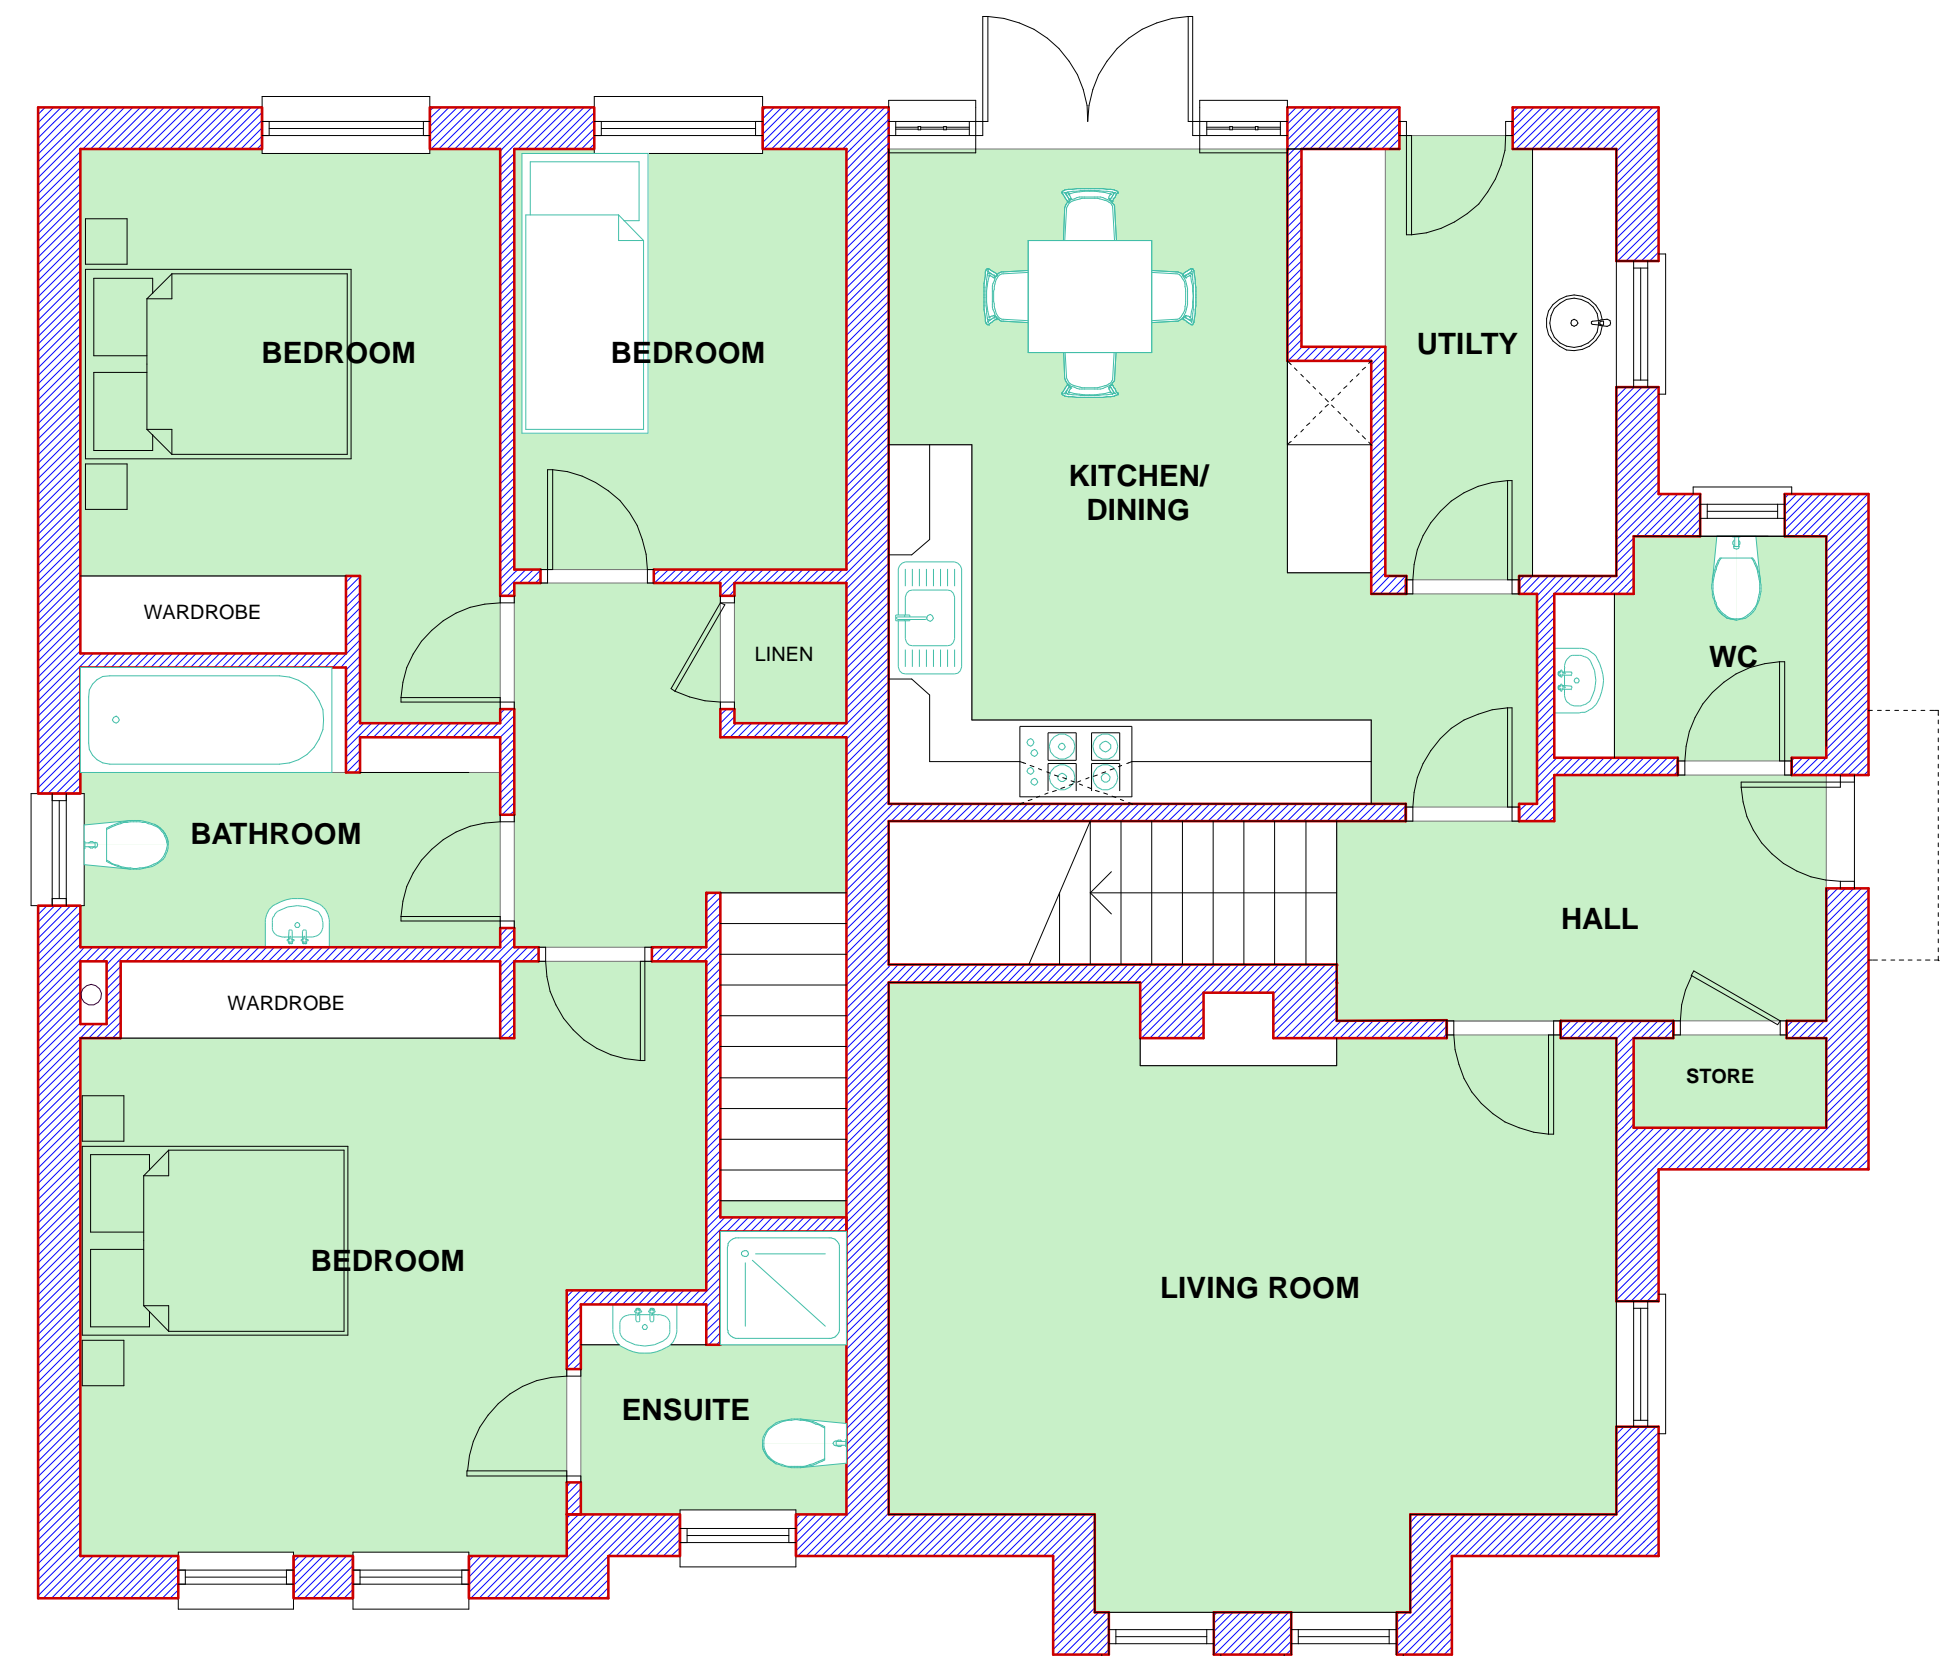 BEDROOM
BEDROOM
UTILTY
KITCHEN/
DINING
WARDROBE
LINEN
WC
BATHROOM
HALL
WARDROBE
STORE
BEDROOM
LIVING ROOM
ENSUITE